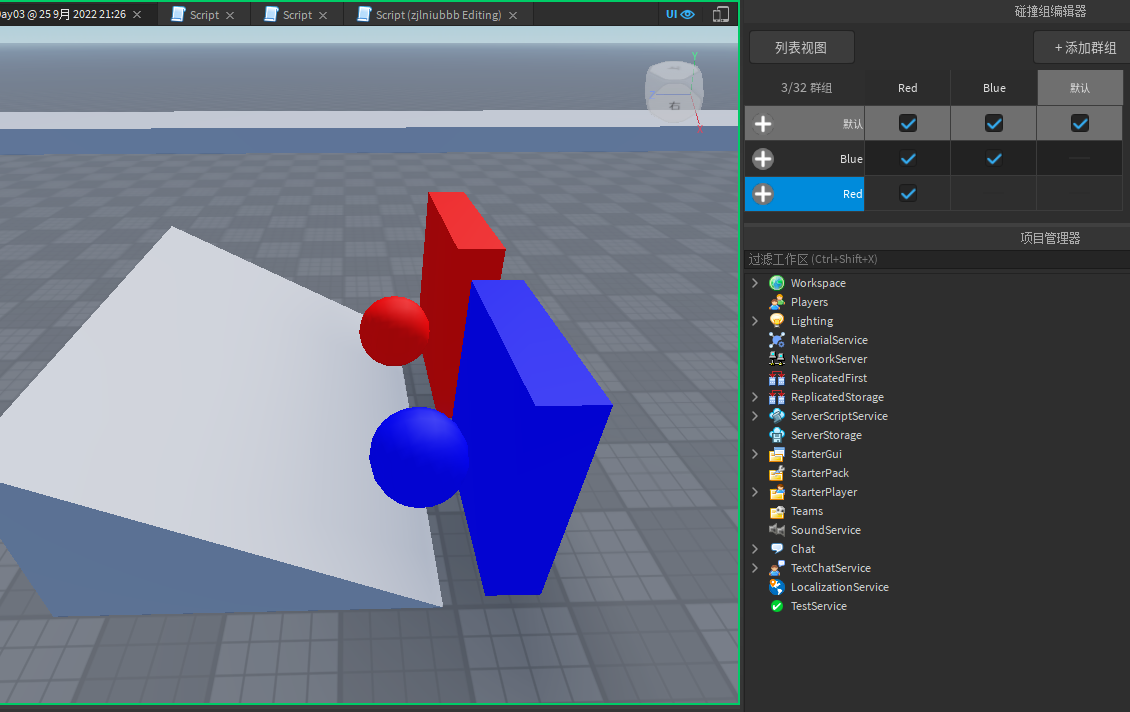 ay03 @ 25 9月 2022 21:26
Script
Script
Script (zjlniubbb Editing)
UI
Y
右
碰撞组编辑器
列表视图
+ 添加群组
3/32 群组
Red
Blue
默认
默认
Blue
Red
项目管理器
过滤工作区 (Ctrl+Shift+X)
Workspace
Players
Lighting
MaterialService
NetworkServer
ReplicatedFirst
ReplicatedStorage
ServerScriptService
ServerStorage
StarterGui
StarterPack
StarterPlayer
Teams
SoundService
Chat
TextChatService
LocalizationService
TestService